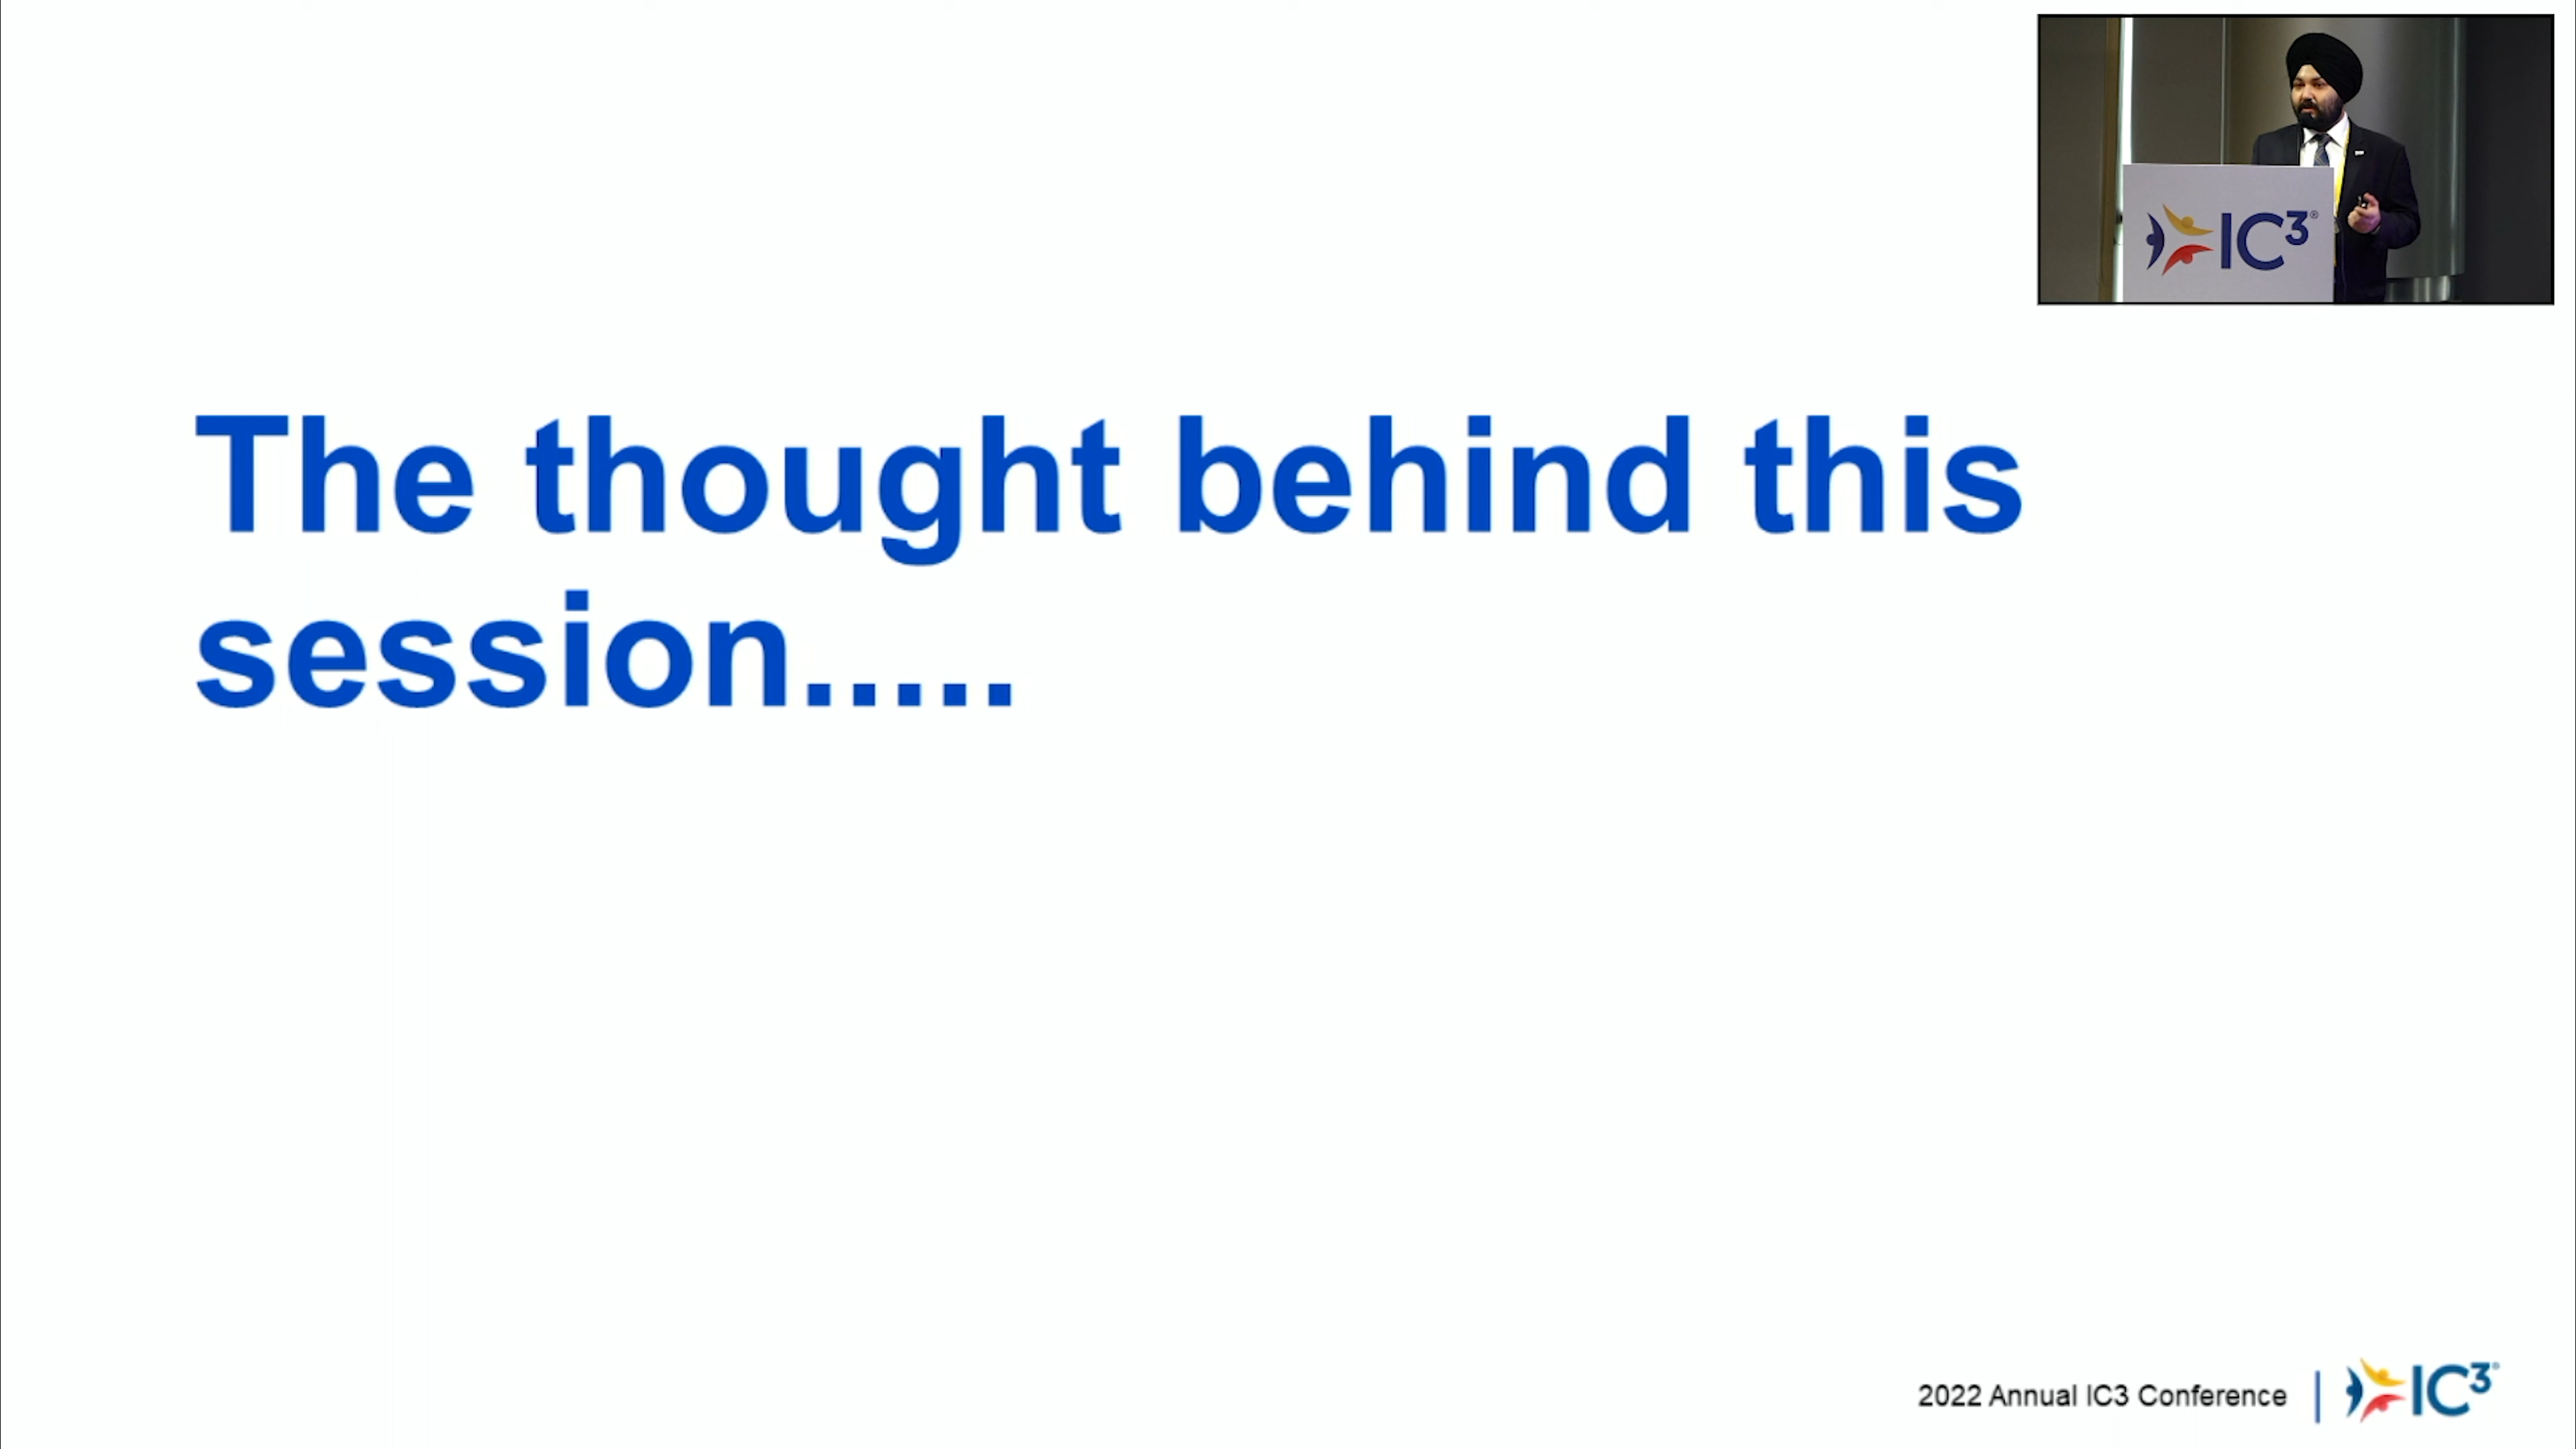 IC3®
The thought behind this
session.....
2022 Annual IC3 Conference
IC3®